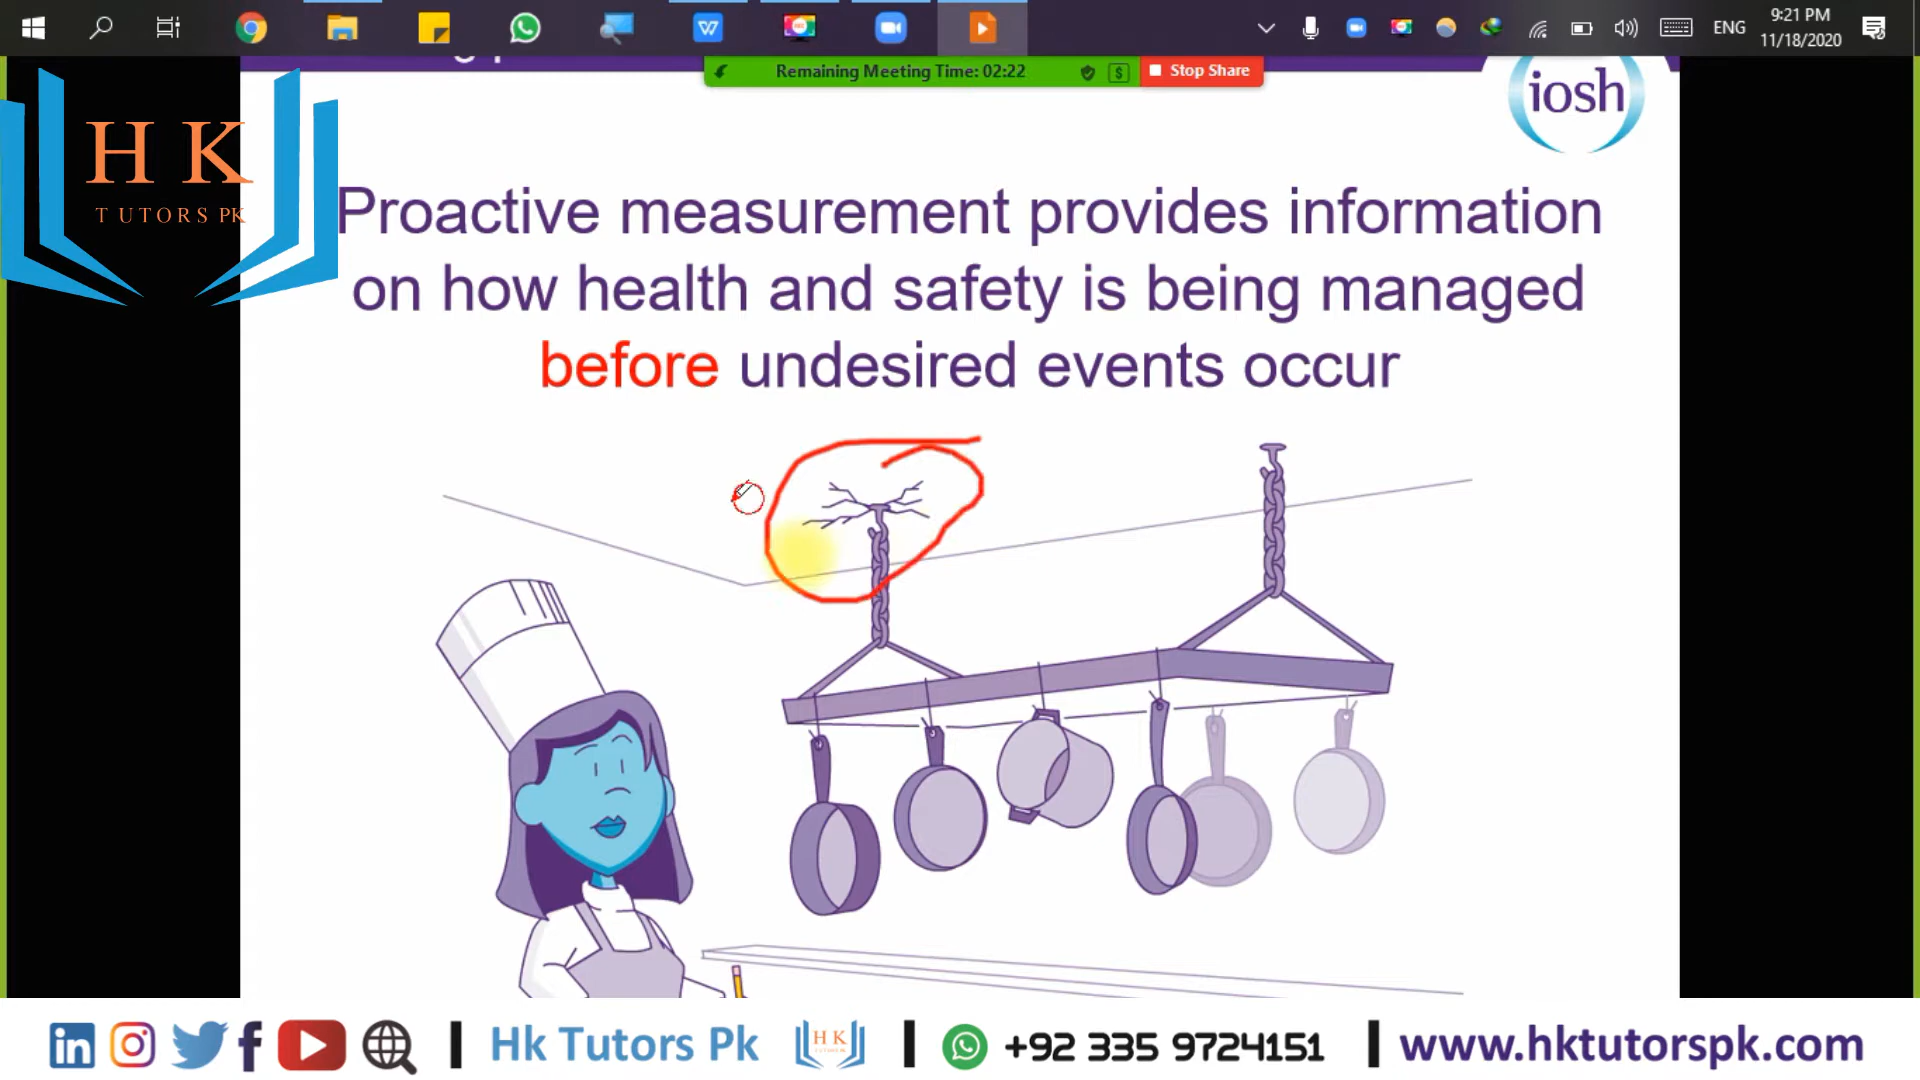 ENG
9:21 PM
11/18/2020
Remaining Meeting Time: 02:22
$
Stop Share
iosh
H K
TUTORS PK
Proactive measurement provides information
on how health and safety is being managed
before undesired events occur
in
Hk Tutors Pk
H K
+92 335 9724151
www.hktutorspk.com